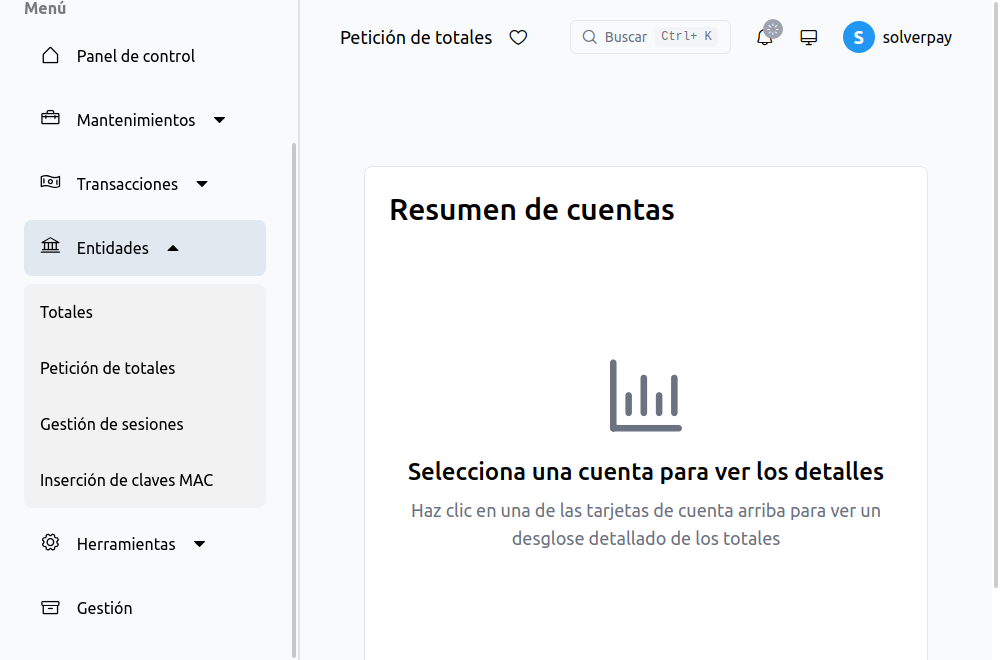 Menú
Panel de control
Mantenimientos
Transacciones
Entidades
Totales
Petición de totales
Gestión de sesiones
Inserción de claves MAC
Herramientas
Gestión
Petición de totales
Buscar Ctrl+ K
S solverpay
Resumen de cuentas
Selecciona una cuenta para ver los detalles
Haz clic en una de las tarjetas de cuenta arriba para ver un
desglose detallado de los totales